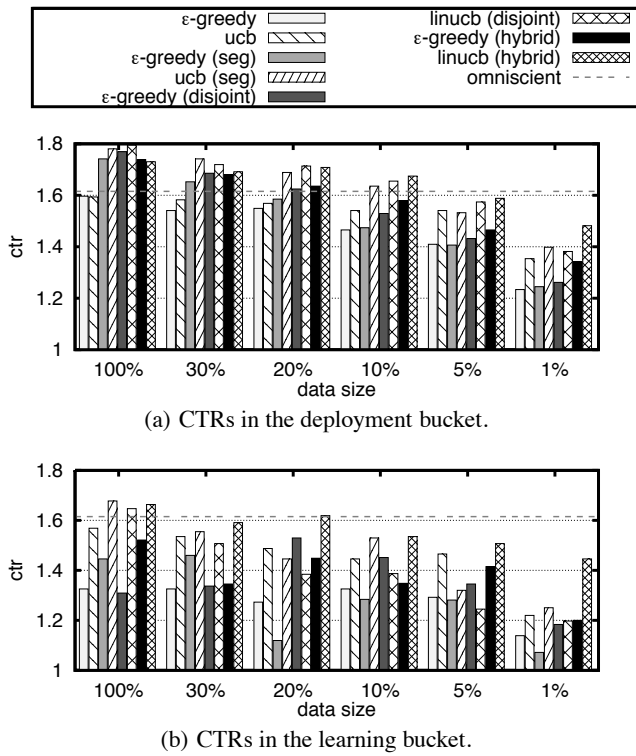 ε-greedy
ucb
ε-greedy (seg)
ucb (seg)
ε-greedy (disjoint)
linucb (disjoint)
ε-greedy (hybrid)
linucb (hybrid)
omniscient
1.8
1.6
1.4
1.2
1
ctr
100% 30% 20% 10% 5% 1%
data size
(a) CTRs in the deployment bucket.
1.8
1.6
1.4
1.2
1
ctr
100% 30% 20% 10% 5% 1%
data size
(b) CTRs in the learning bucket.